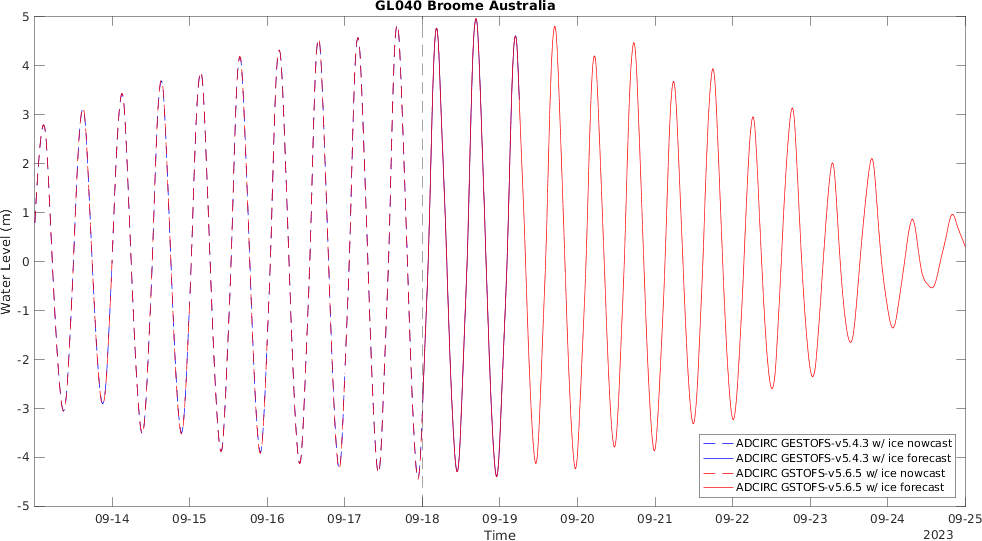 GL040 Broome Australia
5
4
3
2
1
0
-1
-2
-3
-4
-5
Water Level (m)
ADCIRC GESTOFS-v5.4.3 w/ ice nowcast
ADCIRC GESTOFS-v5.4.3 w/ ice forecast
ADCIRC GSTOFS-v5.6.5 w/ ice nowcast
ADCIRC GSTOFS-v5.6.5 w/ ice forecast
09-14 09-15 09-16 09-17 09-18 09-19 09-20 09-21 09-22 09-23 09-24 09-25
Time 2023